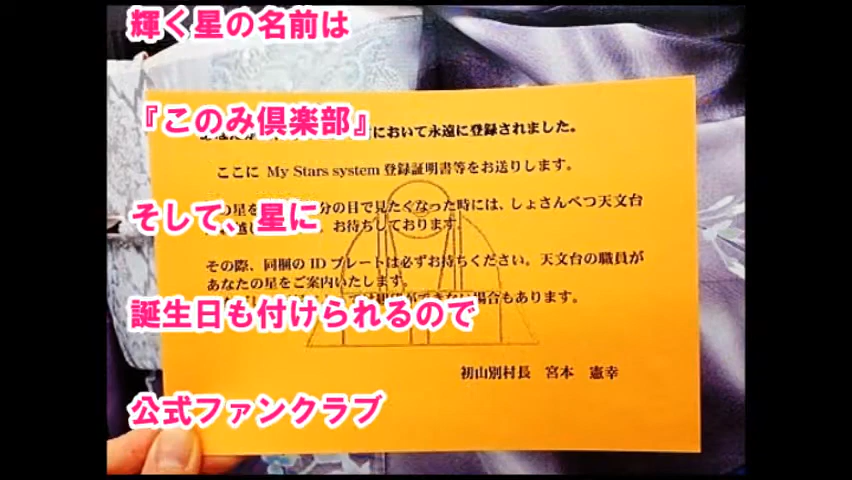 輝く星の名前は
『このみ倶楽部』
において永遠に登録されました。
ここに My Stars system 登録証明書等をお送りします。
そして、星に
の星を 分の目で見たくなった時には、しょさんべつ天文台
お待ちしております。
その際、同梱の ID プレートは必ずお持ちください。天文台の職員が
あなたの星をご案内いたします。
場合もあります。
誕生日も付けられるので
初山別村長 宮本 憲幸
公式ファンクラブ